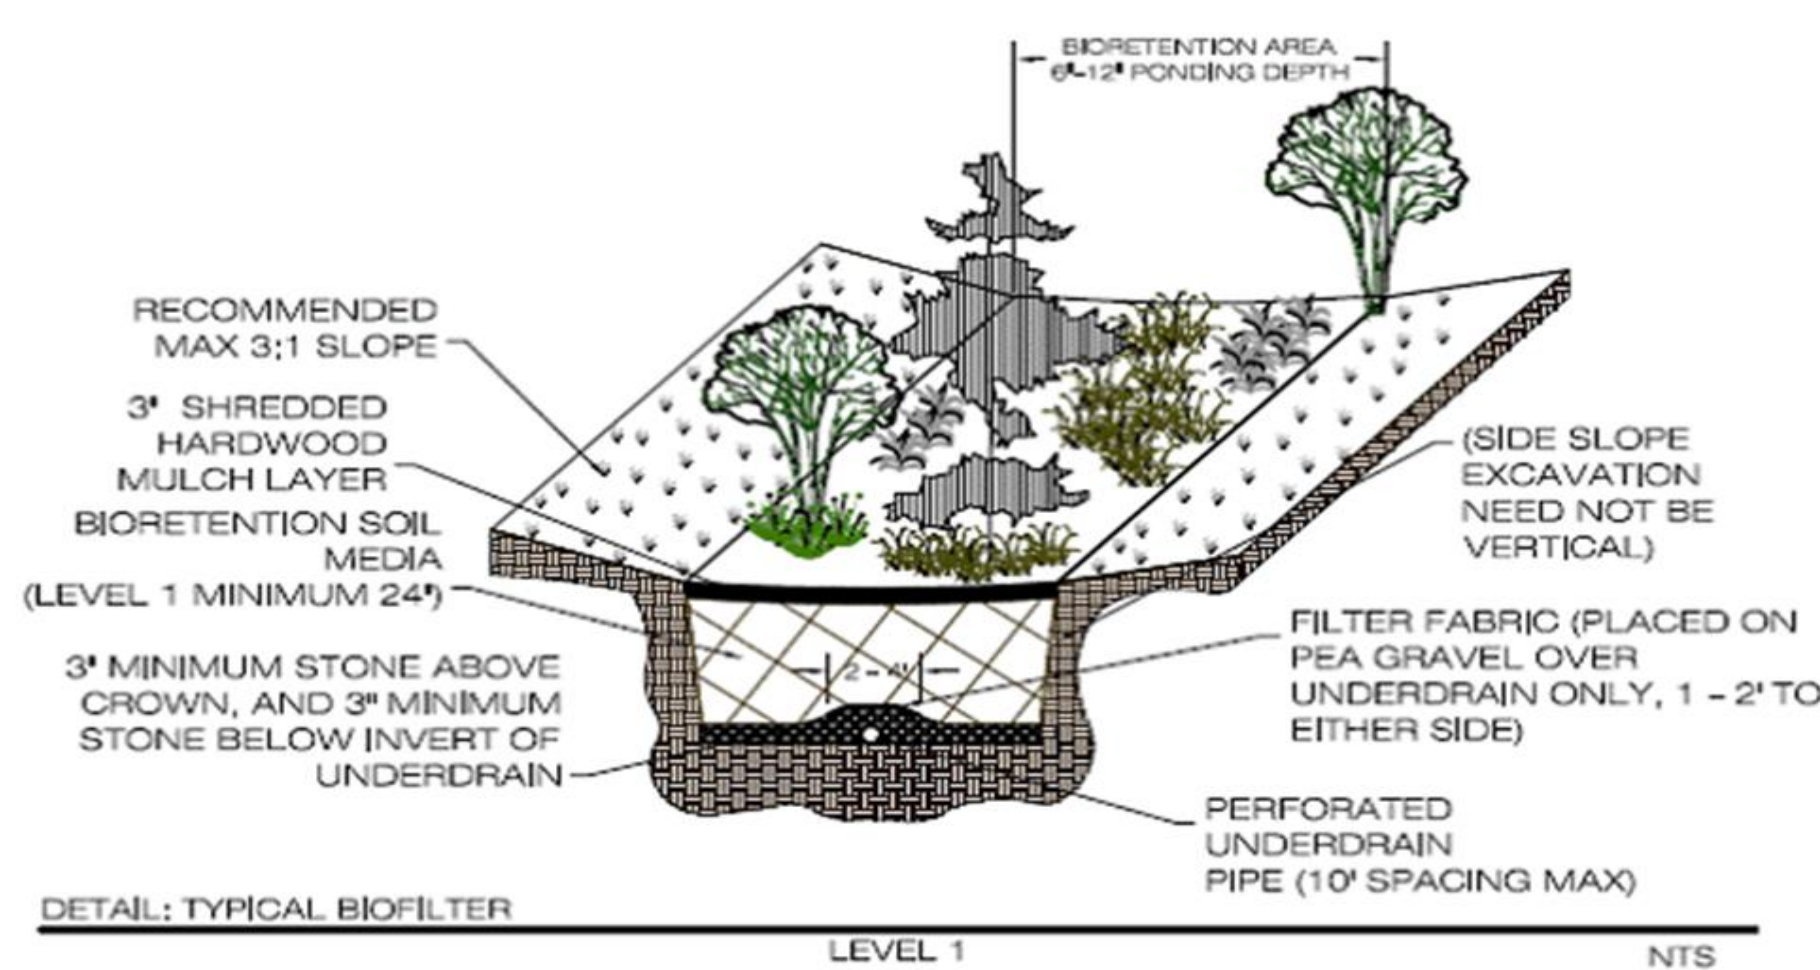 BIORETENTION AREA
6"-12" PONDING DEPTH
RECOMMENDED
MAX 3:1 SLOPE
3" SHREDDED
HARDWOOD
MULCH LAYER
BIORETENTION SOIL
MEDIA
(LEVEL 1 MINIMUM 24")
3" MINIMUM STONE ABOVE
CROWN, AND 3" MINIMUM
STONE BELOW INVERT OF
UNDERDRAIN
2 - 4'
(SIDE SLOPE
EXCAVATION
NEED NOT BE
VERTICAL)
FILTER FABRIC (PLACED ON
PEA GRAVEL OVER
UNDERDRAIN ONLY, 1 - 2' TO
EITHER SIDE)
PERFORATED
UNDERDRAIN
PIPE (10' SPACING MAX)
DETAIL: TYPICAL BIOFILTER
LEVEL 1
NTS